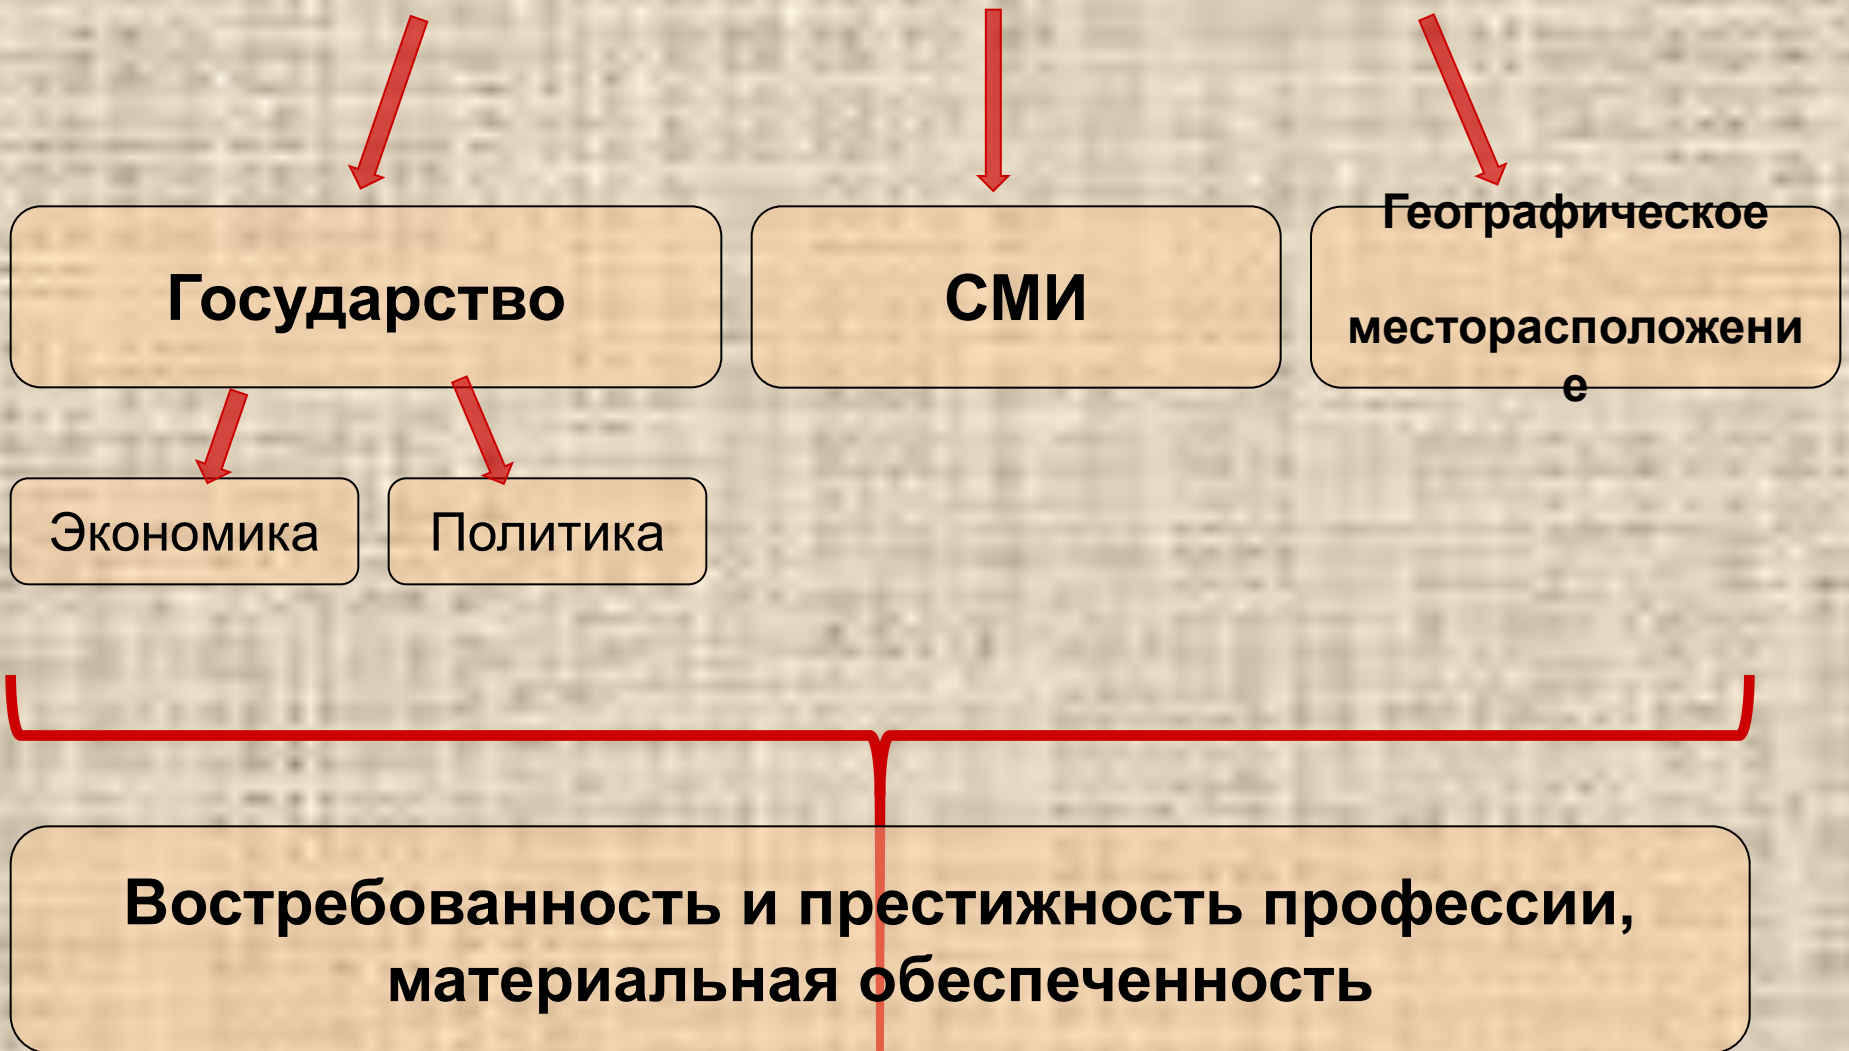 Государство
СМИ
Географическое
месторасположени
е
Экономика
Политика
Востребованность и престижность профессии,
материальная обеспеченность